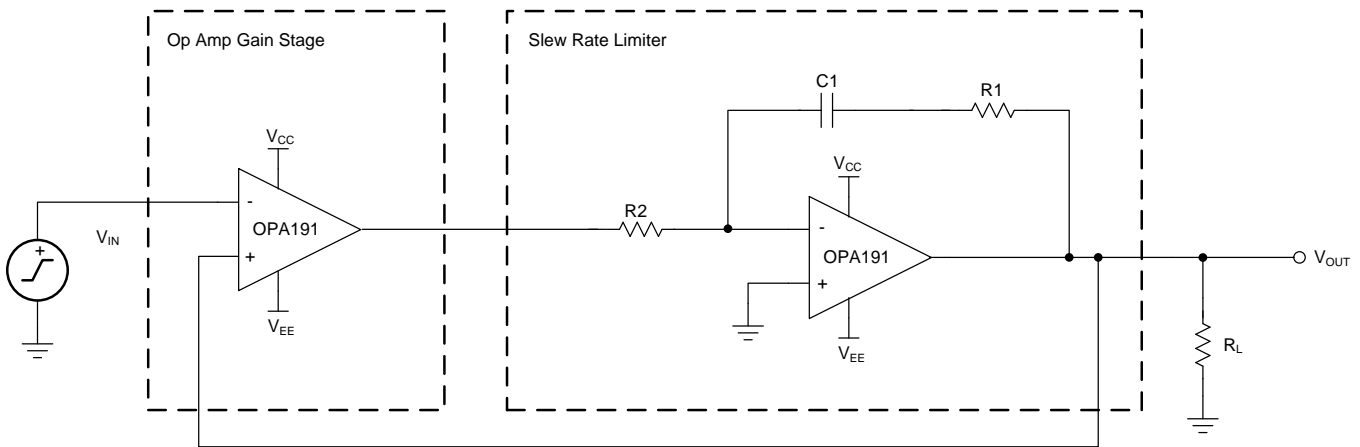 Op Amp Gain Stage
Slew Rate Limiter
C1
R1
VCC
VCC
R2
-
OPA191
+
VIN
-
OPA191
+
+
VOUT
VEE
VEE
RL